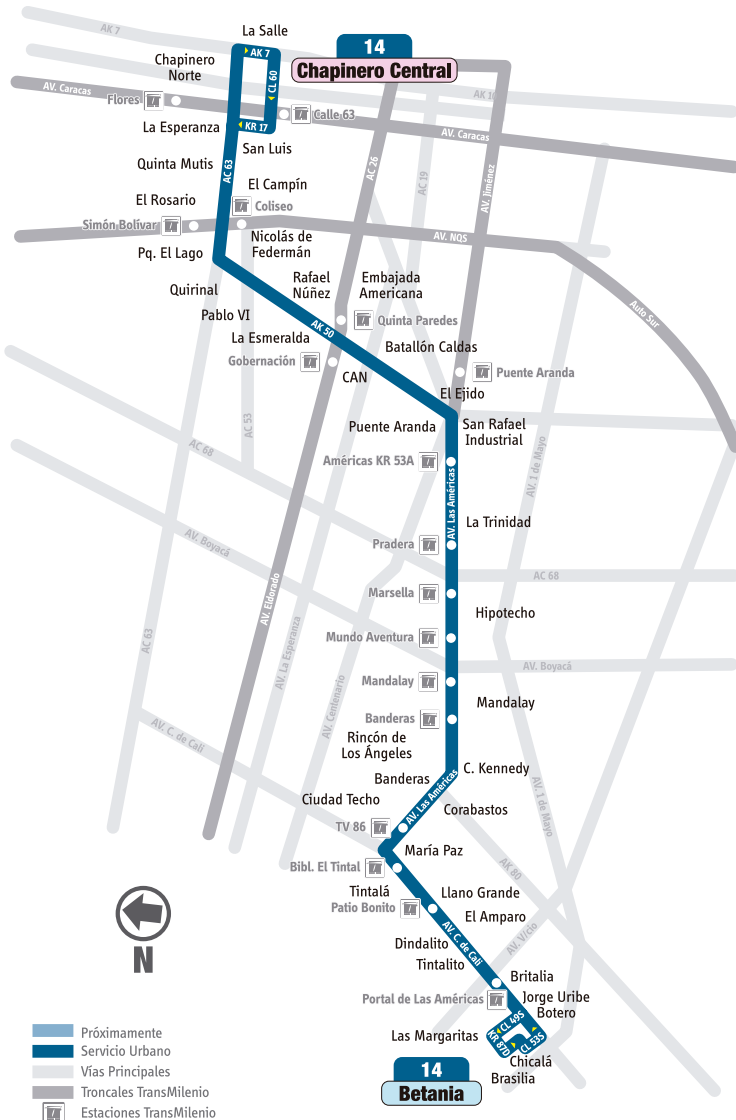 La Salle
AK 7
14
Chapinero Central
AK 7
CL 60
Chapinero
Norte
AV. Caracas
Flores
Calle 63
La Esperanza
KR 17
AV. Caracas
San Luis
Quinta Mutis
AC 63
AC 26
AC 19
AV. Jiménez
El Campín
El Rosario
Coliseo
Simón Bolívar
Nicolás de
Federmán
AV. NQS
Pq. El Lago
Quirinal
Rafael
Núñez
Embajada
Americana
Auto Sur
Pablo VI
AK 50
Quinta Paredes
La Esmeralda
Batallón Caldas
Gobernación
CAN
Puente Aranda
El Ejido
AC 53
Puente Aranda
San Rafael
Industrial
AC 68
Américas KR 53A
AV. 1 de Mayo
AV. Las Américas
La Trinidad
AV. Boyacá
Pradera
AC 68
AV. Eldorado
Marsella
Hipotecho
AC 63
AV. La Esperanza
Mundo Aventura
AV. Boyacá
AV. Centenario
Mandalay
Mandalay
Banderas
AV. C. de Cali
Rincón de
Los Ángeles
C. Kennedy
Banderas
AV. Las Américas
AV. 1 de Mayo
Ciudad Techo
Corabastos
TV 86
María Paz
Bibl. El Tintal
AK 80
Tintalá
Llano Grande
Patio Bonito
El Amparo
AV. C. de Cali
AV. V/cio
Dindalito
Tintalito
N
Britalia
Portal de Las Américas
Jorge Uribe
Botero
CL 49S
Las Margaritas
KR 87D
CL 53S
Chicalá
Brasilia
14
Betania
Próximamente
Servicio Urbano
Vías Principales
Troncales TransMilenio
Estaciones TransMilenio